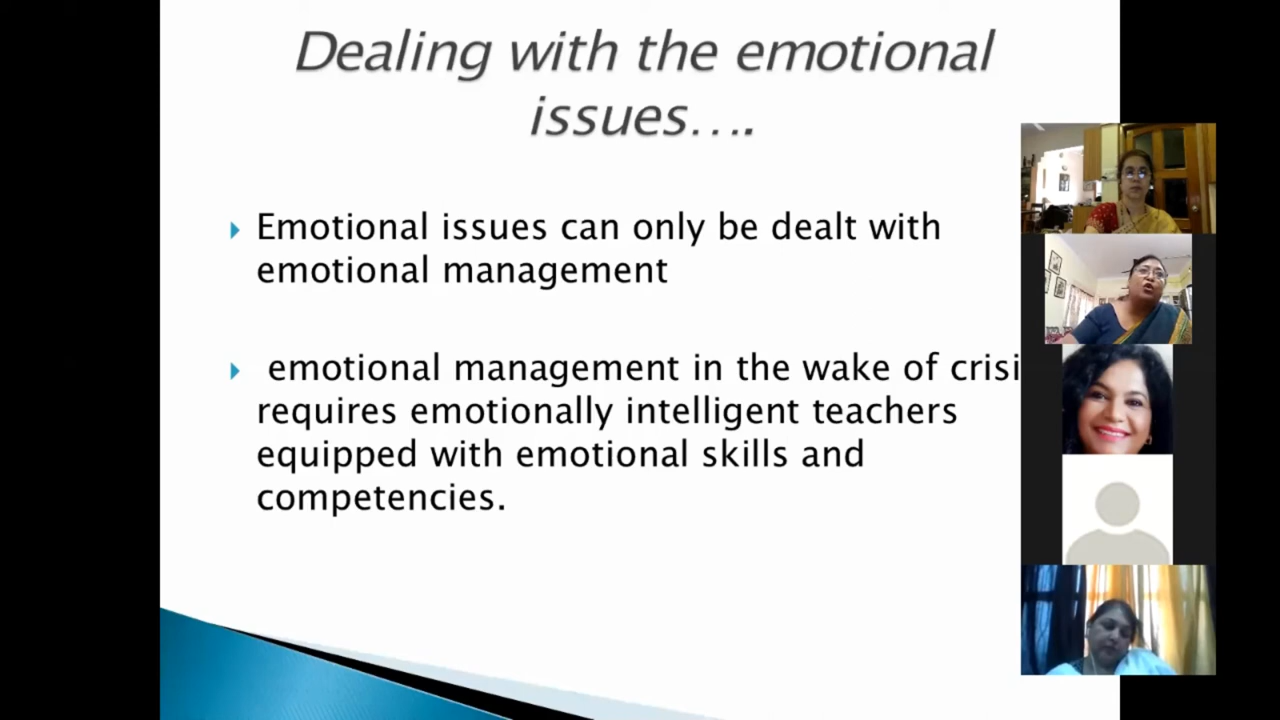 Dealing with the emotional
issues….
Emotional issues can only be dealt with
emotional management
emotional management in the wake of crisi
requires emotionally intelligent teachers
equipped with emotional skills and
competencies.